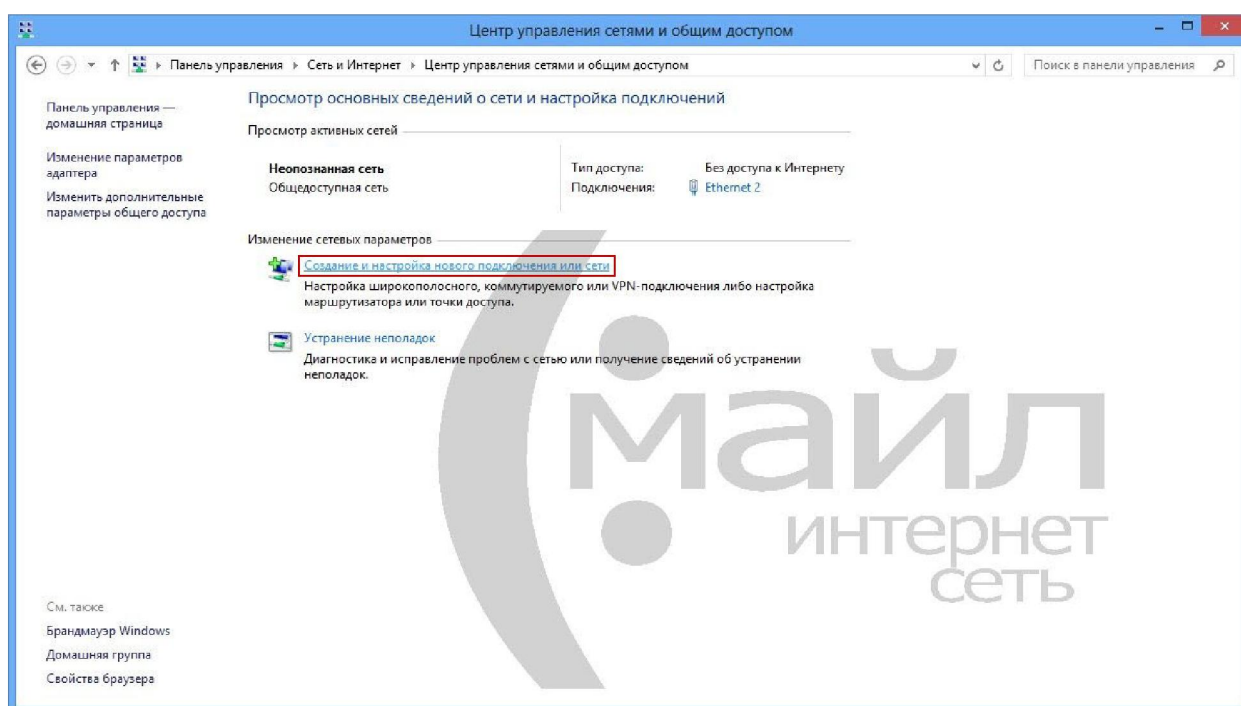 Центр управления сетями и общим доступом
Панель управления
Сеть и Интернет
Центр управления сетями и общим доступом
Поиск в панели управления
Панель управления —
домашняя страница
Изменение параметров
адаптера
Изменить дополнительные
параметры общего доступа
Просмотр основных сведений о сети и настройка подключений
Просмотр активных сетей
Неопознанная сеть
Общедоступная сеть
Тип доступа: Без доступа к Интернету
Подключения: Ethernet 2
Изменение сетевых параметров
Создание и настройка нового подключения или сети
Настройка широкополосного, коммутируемого или VPN-подключения либо настройка
маршрутизатора или точки доступа.
Устранение неполадок
Диагностика и исправление проблем с сетью или получение сведений об устранении
неполадок.
майл
интернет
сеть
См. также
Брандмауэр Windows
Домашняя группа
Свойства браузера